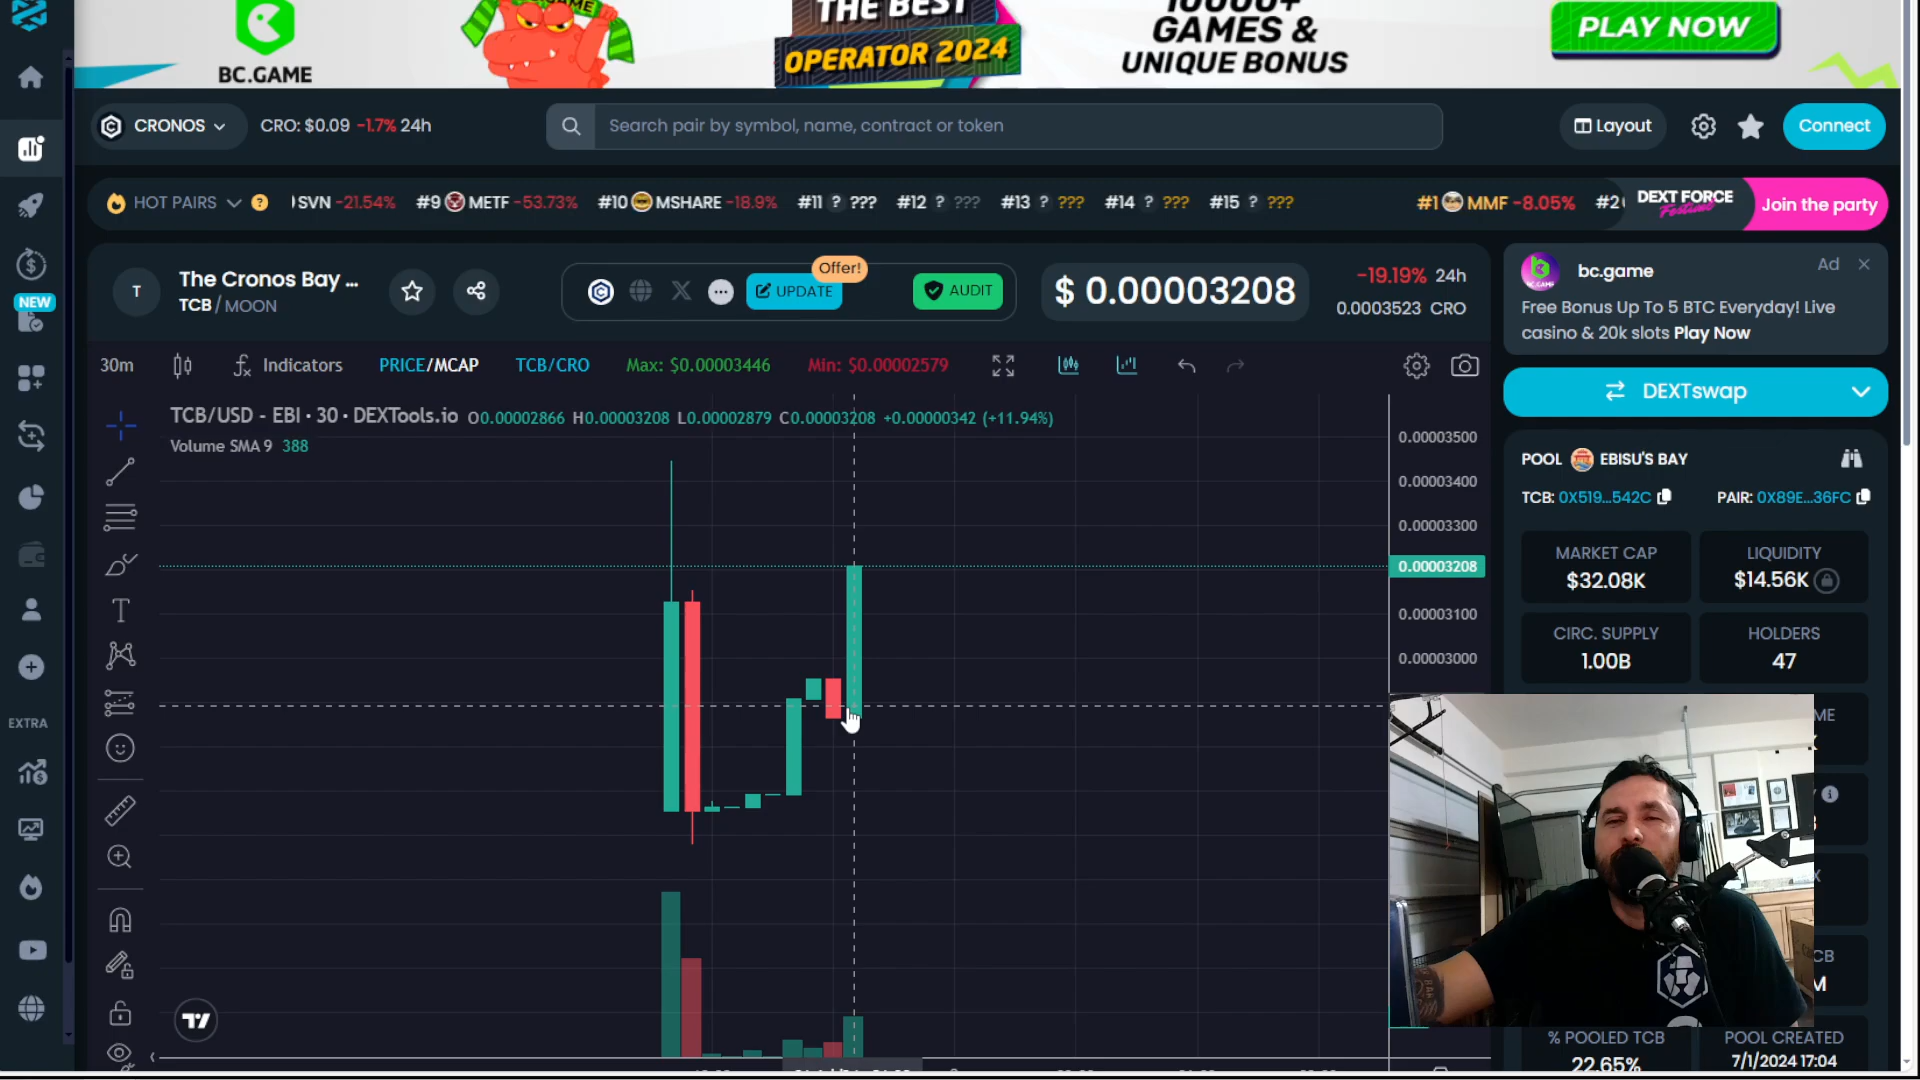 THE BEST
OPERATOR 2024
BC.GAME
10000+
GAMES &
UNIQUE BONUS
PLAY NOW
CRONOS
CRO: $0.09 -1.7% 24h
Search pair by symbol, name, contract or token
Layout
Connect
HOT PAIRS
SVN -21.54% #9 METF -53.73% #10 MSHARE -18.9% #11 ? ??? #12 ? ??? #13 ? ??? #14 ? ??? #15 ? ??? #1 MMF -8.05% #2
DEXT FORCE
Festival
Join the party
NEW
T
The Cronos Bay ...
TCB / MOON
Offer!
UPDATE
AUDIT
$ 0.00003208
-19.19% 24h
0.0003523 CRO
bc.game
Ad
Free Bonus Up To 5 BTC Everyday! Live
casino & 20k slots Play Now
30m
Indicators
PRICE/MCAP
TCB/CRO
Max: $0.00003446
Min: $0.00002579
DEXTswap
TCB/USD - EBI · 30 · DEXTools.io O0.00002866 H0.00003208 L0.00002879 C0.00003208 +0.00000342 (+11.94%)
Volume SMA 9 388
0.00003500
0.00003400
0.00003300
0.00003208
0.00003100
0.00003000
POOL EBISU'S BAY
TCB: 0X519...542C PAIR: 0X89E...36FC
MARKET CAP
$32.08K
LIQUIDITY
$14.56K
CIRC. SUPPLY
1.00B
HOLDERS
47
EXTRA
ME
CB
M
% POOLED TCB
22.65%
POOL CREATED
7/1/2024 17:04